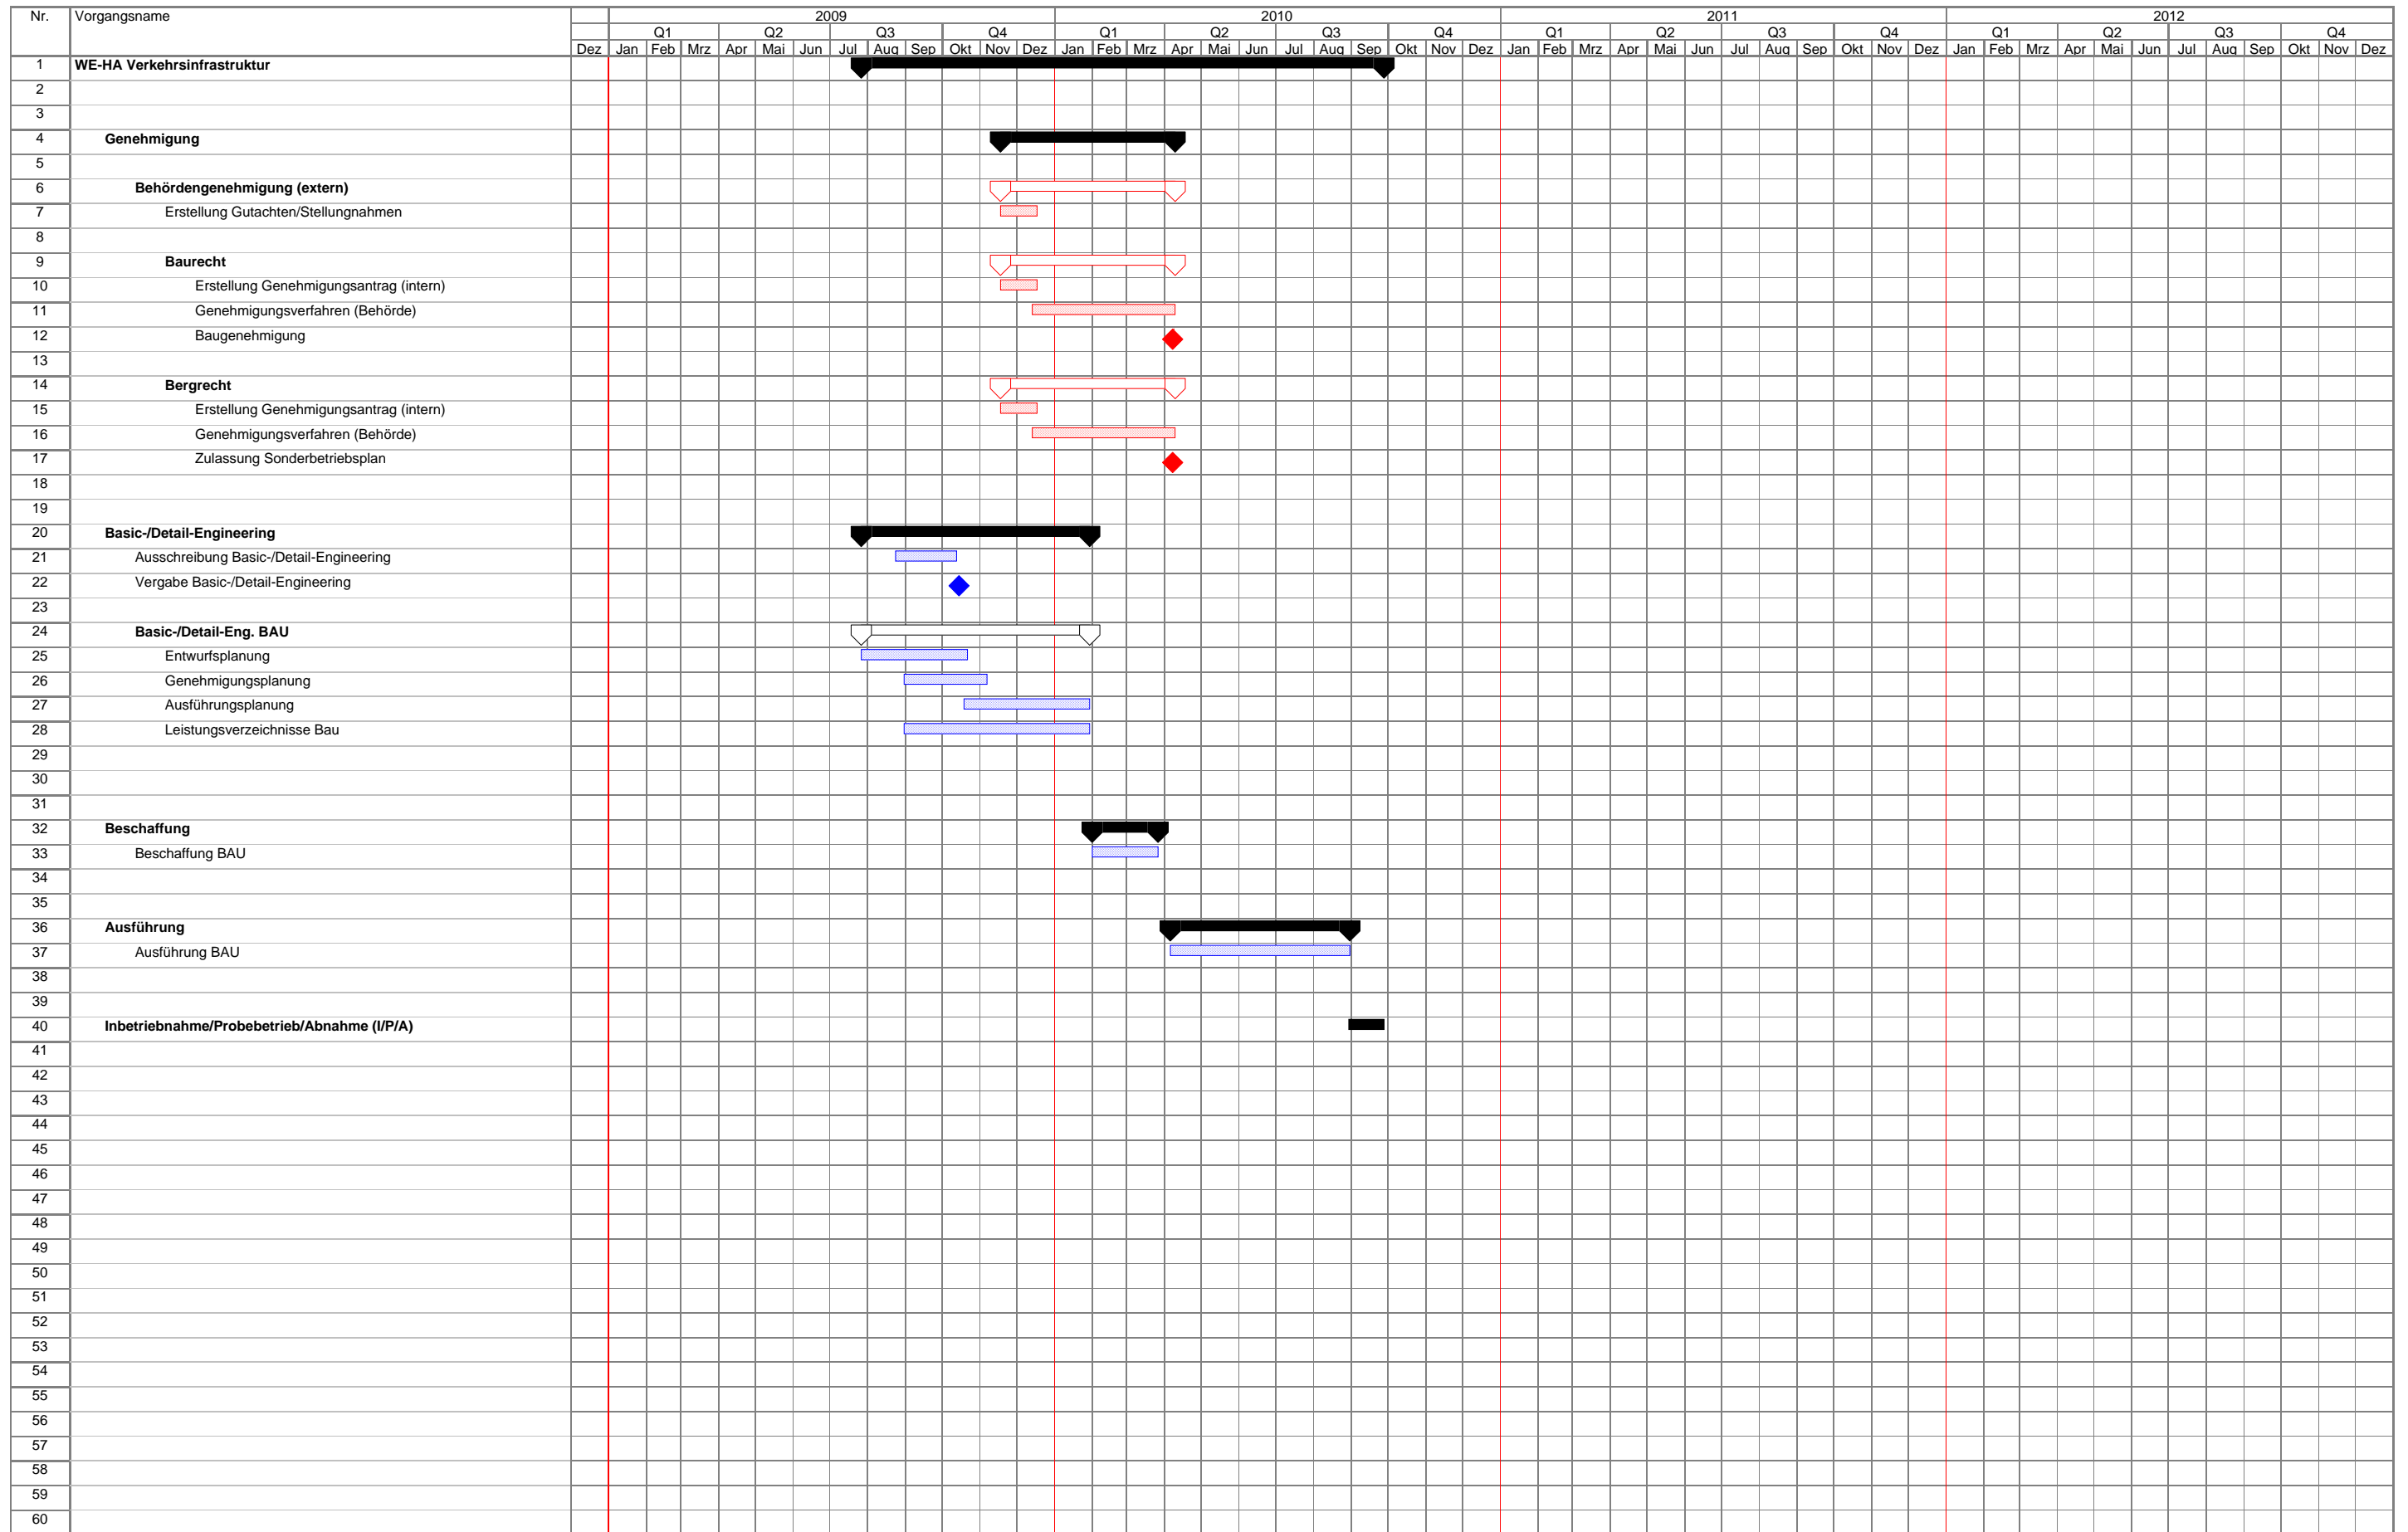 Nr. Vorgangsname 2009 2010 2011 2012
Q1 Q2 Q3 Q4 Q1 Q2 Q3 Q4 Q1 Q2 Q3 Q4 Q1 Q2 Q3 Q4
Dez Jan Feb Mrz Apr Mai Jun Jul Aug Sep Okt Nov Dez Jan Feb Mrz Apr Mai Jun Jul Aug Sep Okt Nov Dez Jan Feb Mrz Apr Mai Jun Jul Aug Sep Okt Nov Dez Jan Feb Mrz Apr Mai Jun Jul Aug Sep Okt Nov Dez
1 WE-HA Verkehrsinfrastruktur
2
3
4 Genehmigung
5
6 Behördengenehmigung (extern)
7 Erstellung Gutachten/Stellungnahmen
8
9 Baurecht
10 Erstellung Genehmigungsantrag (intern)
11 Genehmigungsverfahren (Behörde)
12 Baugenehmigung
13
14 Bergrecht
15 Erstellung Genehmigungsantrag (intern)
16 Genehmigungsverfahren (Behörde)
17 Zulassung Sonderbetriebsplan
18
19
20 Basic-/Detail-Engineering
21 Ausschreibung Basic-/Detail-Engineering
22 Vergabe Basic-/Detail-Engineering
23
24 Basic-/Detail-Eng. BAU
25 Entwurfsplanung
26 Genehmigungsplanung
27 Ausführungsplanung
28 Leistungsverzeichnisse Bau
29
30
31
32 Beschaffung
33 Beschaffung BAU
34
35
36 Ausführung
37 Ausführung BAU
38
39
40 Inbetriebnahme/Probebetrieb/Abnahme (I/P/A)
41
42
43
44
45
46
47
48
49
50
51
52
53
54
55
56
57
58
59
60